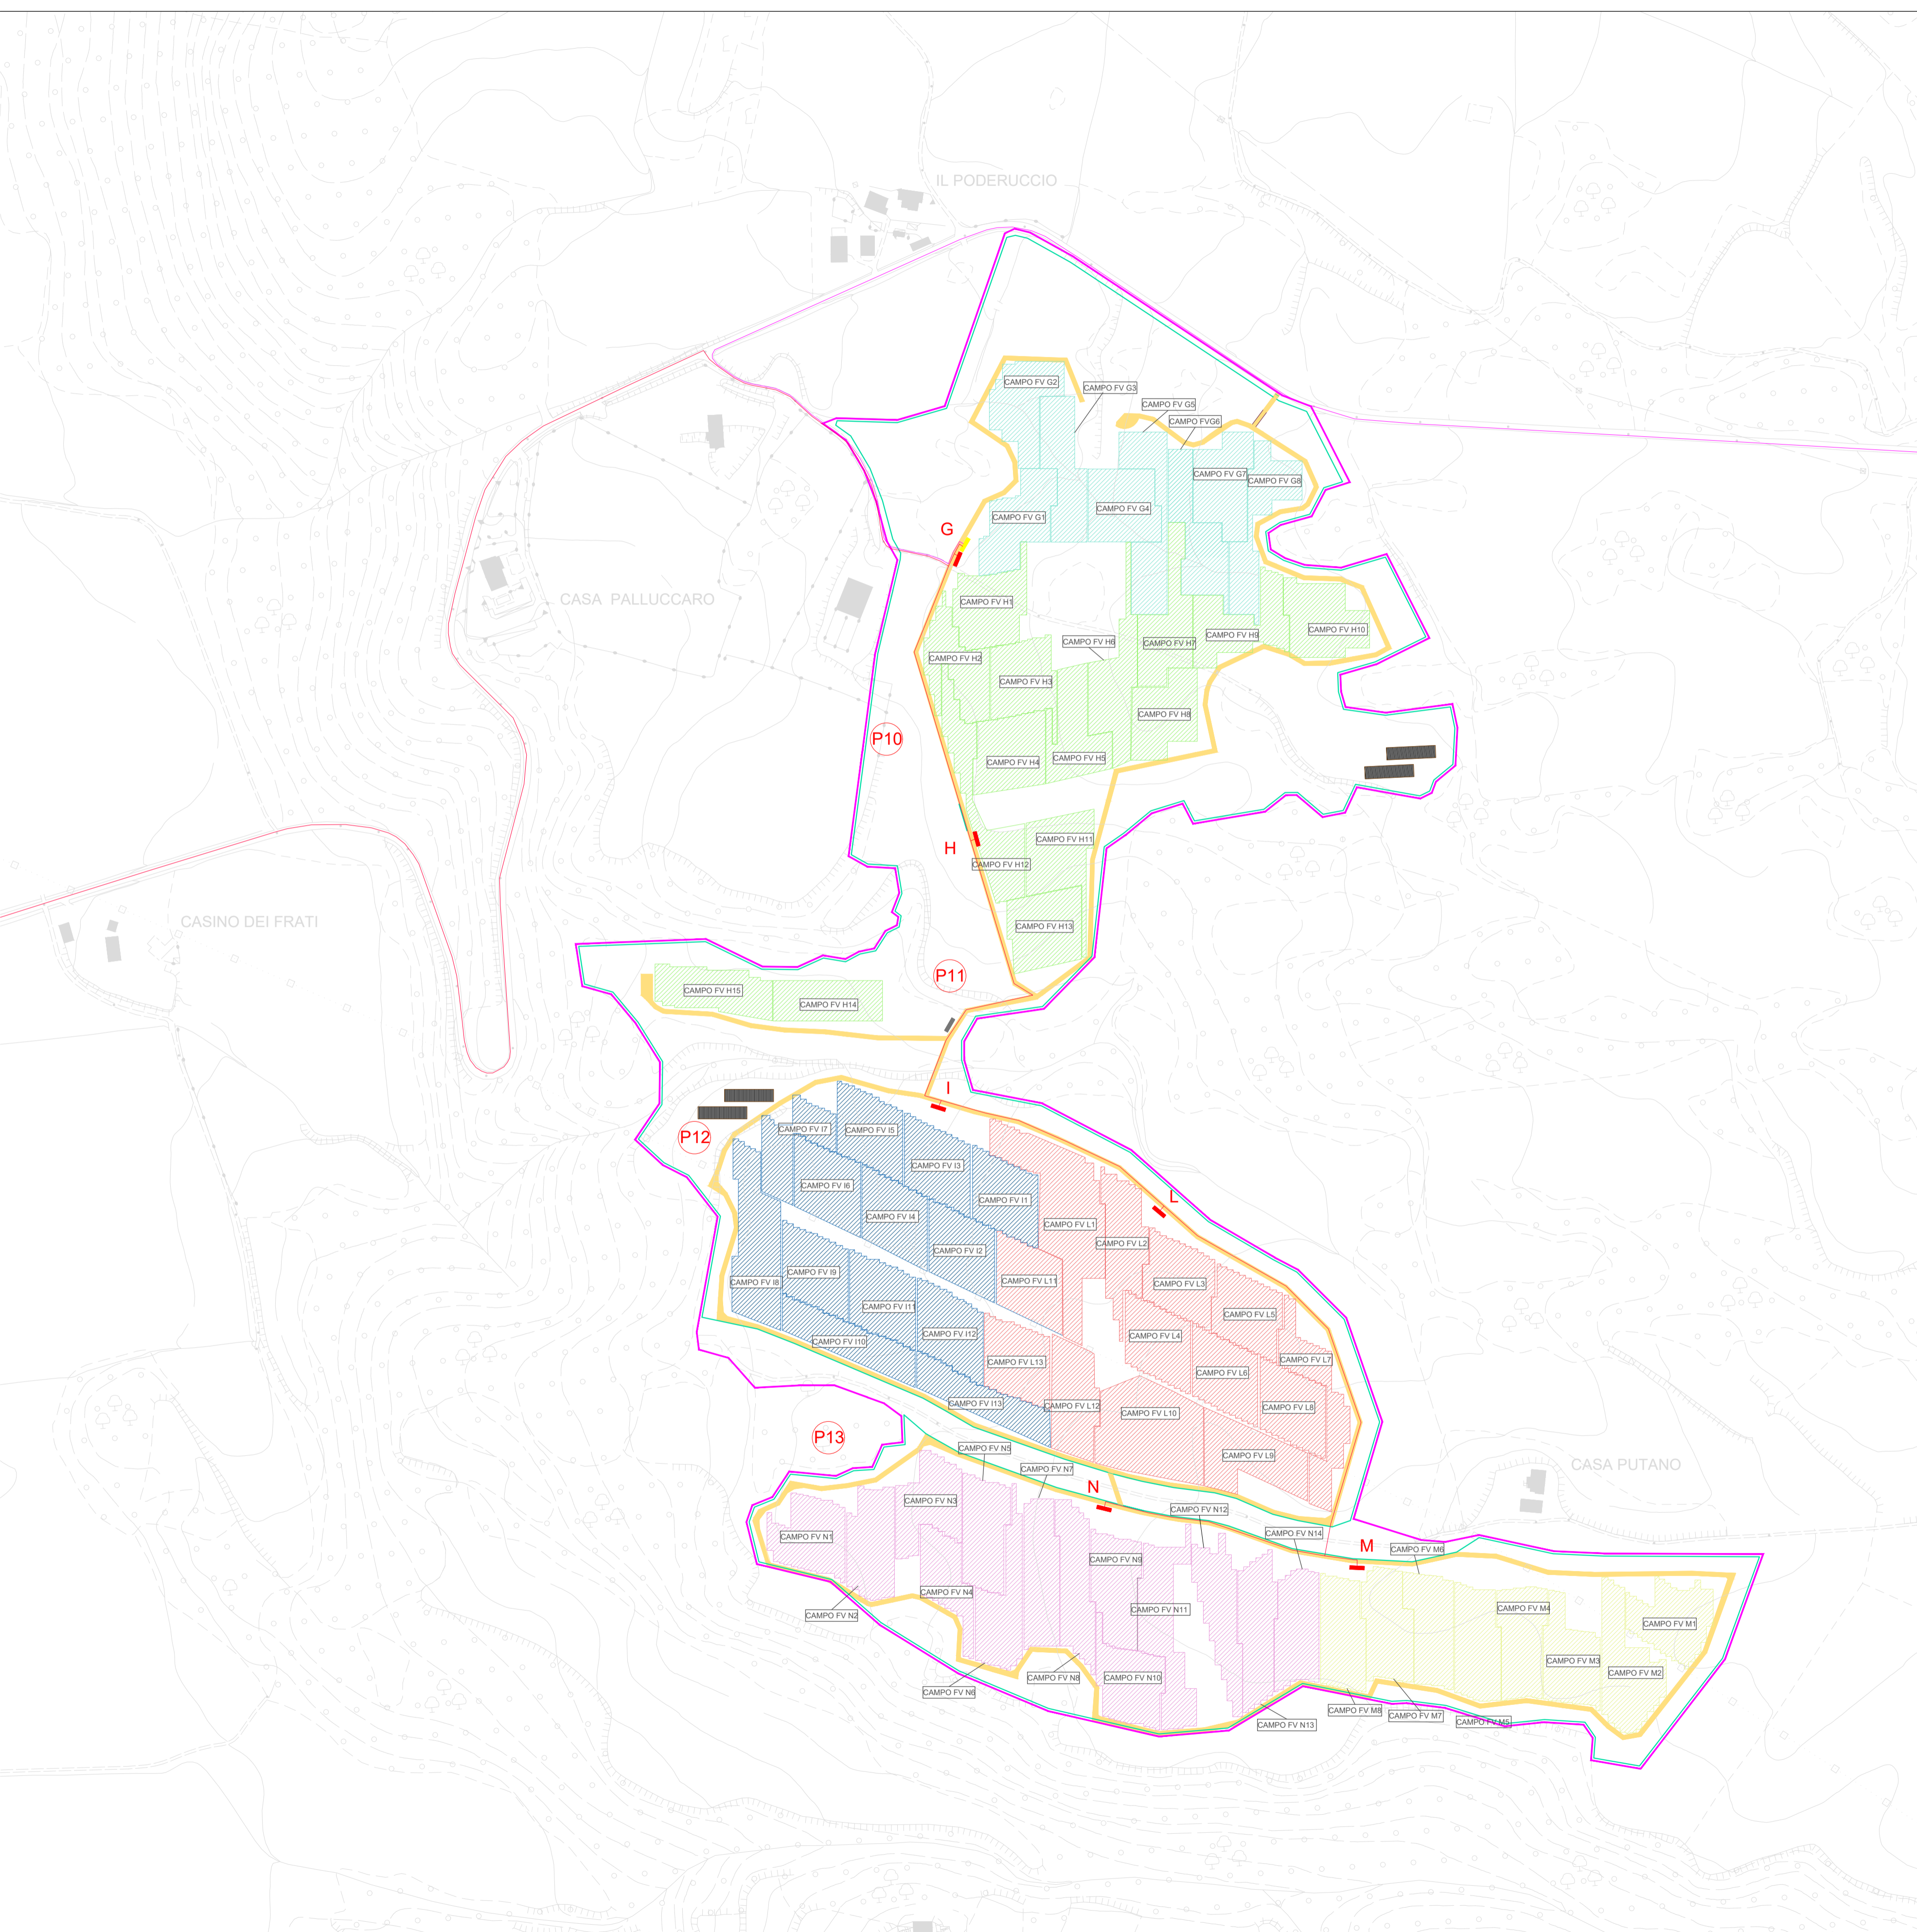 IL PODERUCCIO
CAMPO FV G2
CAMPO FV G3
CAMPO FV G5
CAMPO FVG6
CAMPO FV G7
CAMPO FV G8
CAMPO FV G4
CAMPO FV G1
G
CASA PALLUCCARO
CAMPO FV H1
CAMPO FV H10
CAMPO FV H9
CAMPO FV H6
CAMPO FV H7
CAMPO FV H2
CAMPO FV H3
CAMPO FV H8
P10
CAMPO FV H5
CAMPO FV H4
CAMPO FV H11
H
CAMPO FV H12
CASINO DEI FRATI
CAMPO FV H13
P11
CAMPO FV H15
CAMPO FV H14
I
P12
CAMPO FV I7
CAMPO FV I5
CAMPO FV I3
CAMPO FV I6
CAMPO FV I1
L
CAMPO FV I4
CAMPO FV L1
CAMPO FV L2
CAMPO FV I2
CAMPO FV I9
CAMPO FV I8
CAMPO FV L11
CAMPO FV L3
CAMPO FV I11
CAMPO FV L5
CAMPO FV I12
CAMPO FV L4
CAMPO FV I10
CAMPO FV L13
CAMPO FV L7
CAMPO FV L6
CAMPO FV I13
CAMPO FV L12
CAMPO FV L10
CAMPO FV L8
P13
CAMPO FV N5
CAMPO FV L9
CAMPO FV N7
CASA PUTANO
N
CAMPO FV N3
CAMPO FV N12
CAMPO FV N1
CAMPO FV N14
M
CAMPO FV M6
CAMPO FV N9
CAMPO FV N4
CAMPO FV N2
CAMPO FV N11
CAMPO FV M4
CAMPO FV M1
CAMPO FV M3
CAMPO FV M2
CAMPO FV N8
CAMPO FV N10
CAMPO FV N6
CAMPO FV M8
CAMPO FV M7
CAMPO FV M5
CAMPO FV N13